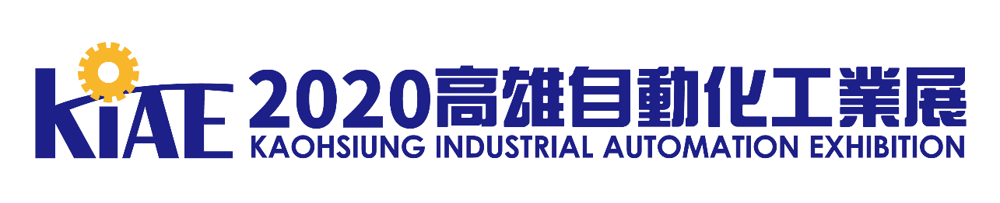 KiAE
2020高雄自動化工業展
KAOHSIUNG INDUSTRIAL AUTOMATION EXHIBITION